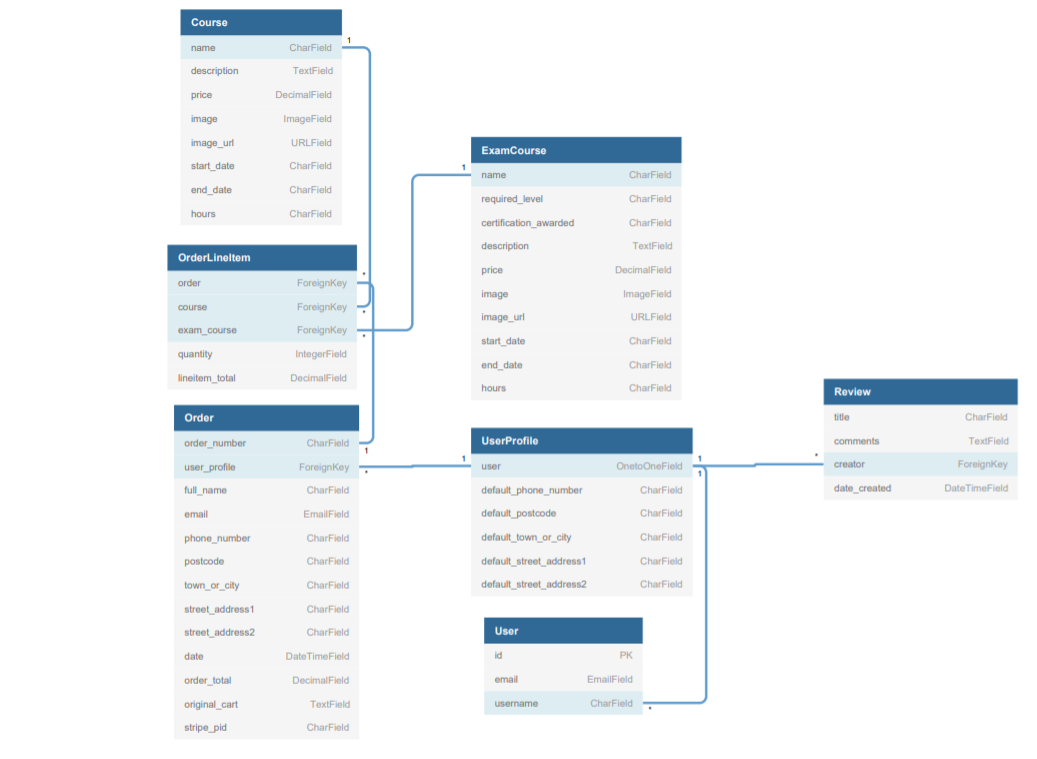 Course
1
name CharField
description TextField
price DecimalField
image ImageField
image_url URLField
start_date CharField
end_date CharField
hours CharField
ExamCourse
1
name CharField
required_level CharField
certification_awarded CharField
description TextField
price DecimalField
image ImageField
image_url URLField
start_date CharField
end_date CharField
hours CharField
OrderLineItem
*
order ForeignKey
course ForeignKey
*
exam_course ForeignKey
*
quantity IntegerField
lineitem_total DecimalField
Order
order_number CharField
1
user_profile ForeignKey
*
full_name CharField
email EmailField
phone_number CharField
postcode CharField
town_or_city CharField
street_address1 CharField
street_address2 CharField
date DateTimeField
order_total DecimalField
original_cart TextField
stripe_pid CharField
UserProfile
1 1
user OnetoOneField
1
default_phone_number CharField
default_postcode CharField
default_town_or_city CharField
default_street_address1 CharField
default_street_address2 CharField
User
id PK
email EmailField
username CharField
*
Review
title CharField
comments TextField
*
creator ForeignKey
date_created DateTimeField